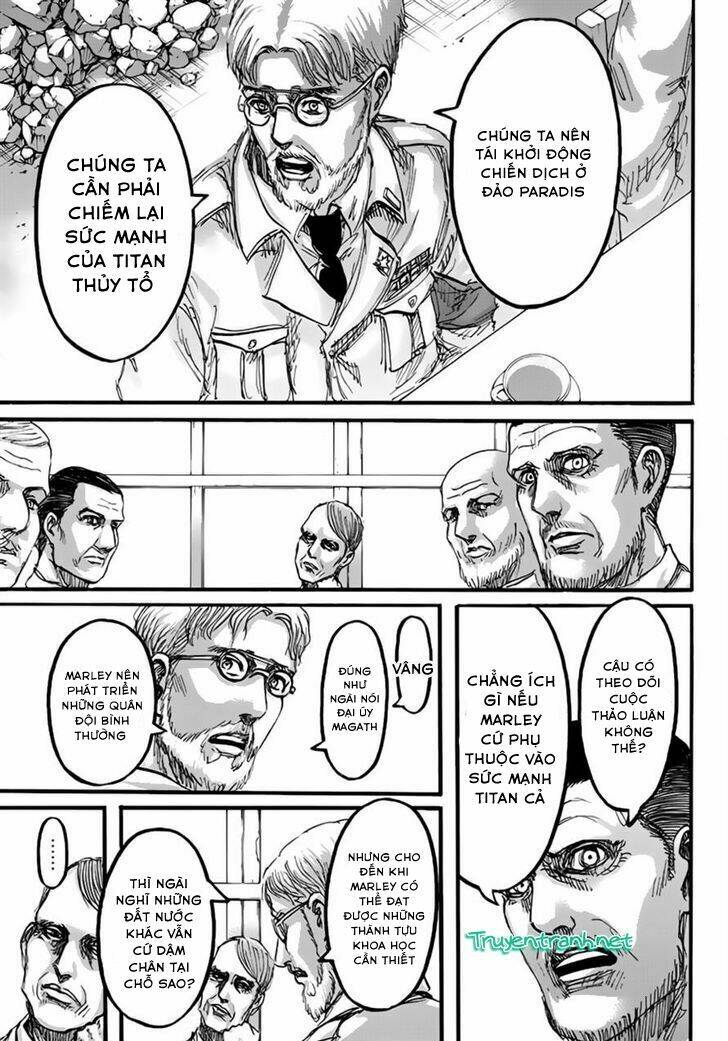 CHÚNG TA NÊN
TÁI KHỞI ĐỘNG
CHIẾN DỊCH Ở
ĐẢO PARADIS
CHÚNG TA
CẦN PHẢI
CHIẾM LẠI
SỨC MẠNH
CỦA TITAN
THỦY TỔ
CẬU CÓ
THEO DÕI
CUỘC
THẢO LUẬN
KHÔNG
THẾ?
CHẲNG ÍCH
GÌ NẾU
MARLEY
CỨ PHỤ
THUỘC VÀO
SỨC MẠNH
TITAN CẢ
VÂNG
ĐÚNG
NHƯ
NGÀI NÓI
ĐẠI ÚY
MAGATH
MARLEY NÊN
PHÁT TRIỂN
NHỮNG QUÂN
ĐỘI BÌNH
THƯỜNG
NHƯNG CHO
ĐẾN KHI
MARLEY CÓ
THỂ ĐẠT
ĐƯỢC NHỮNG
THÀNH TỰU
KHOA HỌC
CẦN THIẾT
THÌ NGÀI
NGHĨ NHỮNG
ĐẤT NƯỚC
KHÁC VẪN
CỨ DẬM
CHÂN TẠI
CHỖ SAO?
......
Truyentranh.net